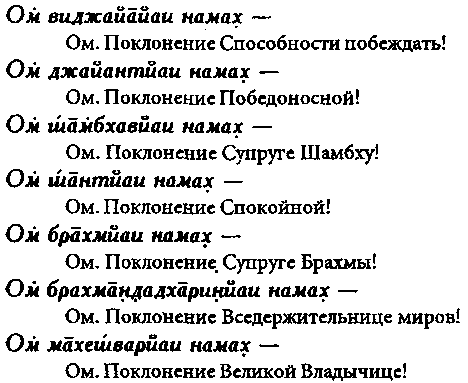 Ом̇ виджайа̄йаи намах̣ —
Ом. Поклонение Способности побеждать!
Ом̇ джайантйаи намах̣ —
Ом. Поклонение Победоносной!
Ом̇ ш́а̄м̇бхавйаи намах̣ —
Ом. Поклонение Супруге Шамбху!
Ом̇ ш́а̄нтйаи намах̣ —
Ом. Поклонение Спокойной!
Ом̇ бра̄хмйаи намах̣ —
Ом. Поклонение Супруге Брахмы!
Ом̇ брахма̄н̣д̣адха̄рин̣йаи намах̣ —
Ом. Поклонение Вседержительнице миров!
Ом̇ ма̄хеш́варйаи намах̣ —
Ом. Поклонение Великой Владычице!